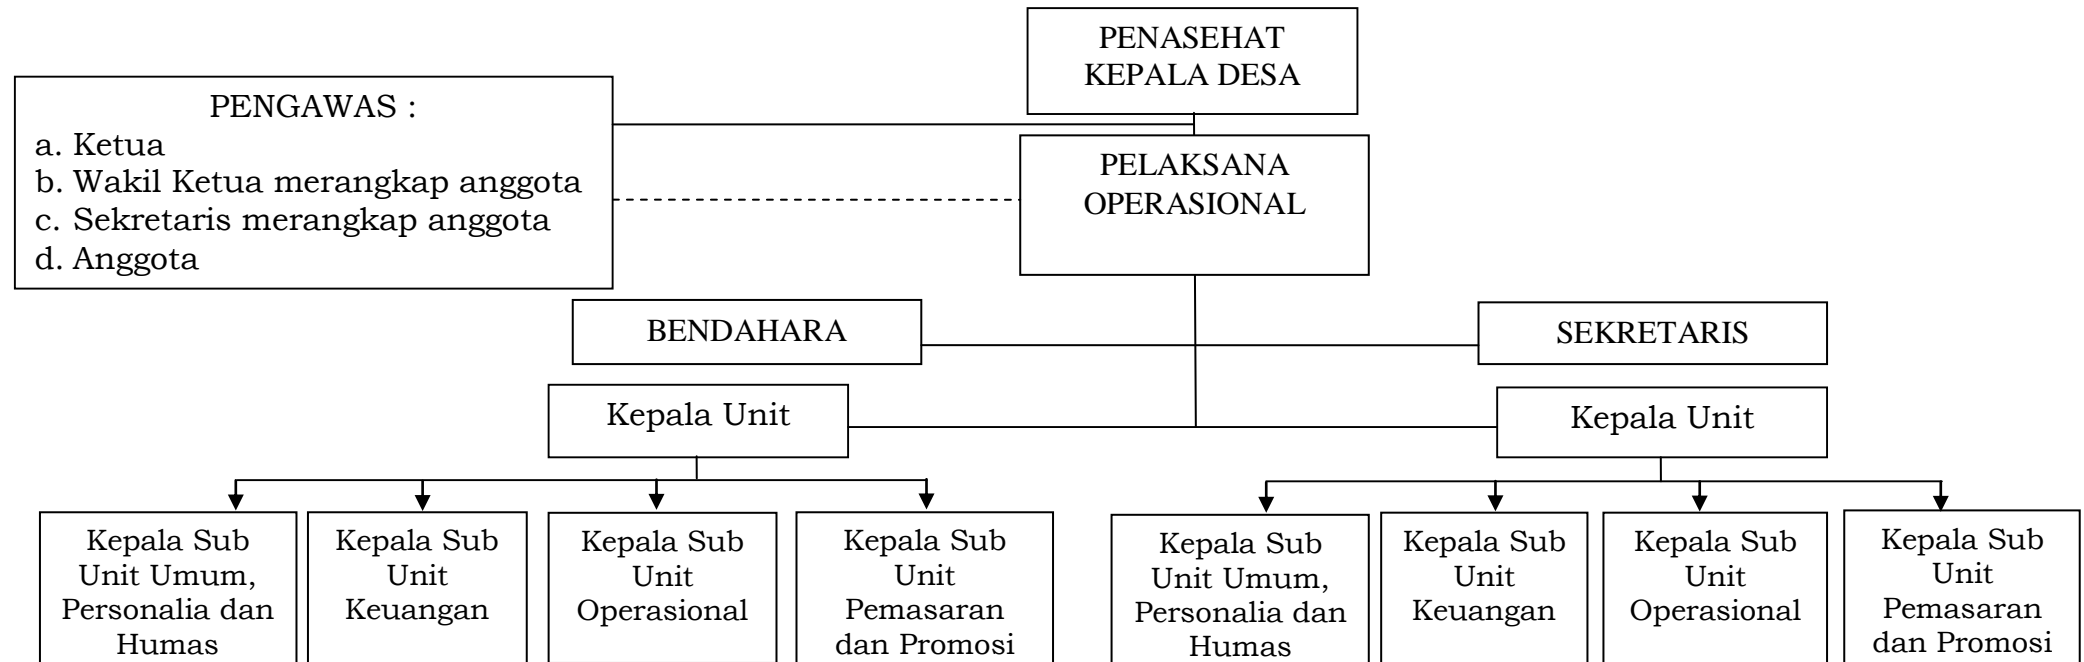 PENASEHAT
KEPALA DESA
PENGAWAS :
a. Ketua
b. Wakil Ketua merangkap anggota
c. Sekretaris merangkap anggota
d. Anggota
PELAKSANA
OPERASIONAL
BENDAHARA
SEKRETARIS
Kepala Unit
Kepala Unit
Kepala Sub
Unit Umum,
Personalia dan
Humas
Kepala Sub
Unit
Keuangan
Kepala Sub
Unit
Operasional
Kepala Sub
Unit
Pemasaran
dan Promosi
Kepala Sub
Unit Umum,
Personalia dan
Humas
Kepala Sub
Unit
Keuangan
Kepala Sub
Unit
Operasional
Kepala Sub
Unit
Pemasaran
dan Promosi